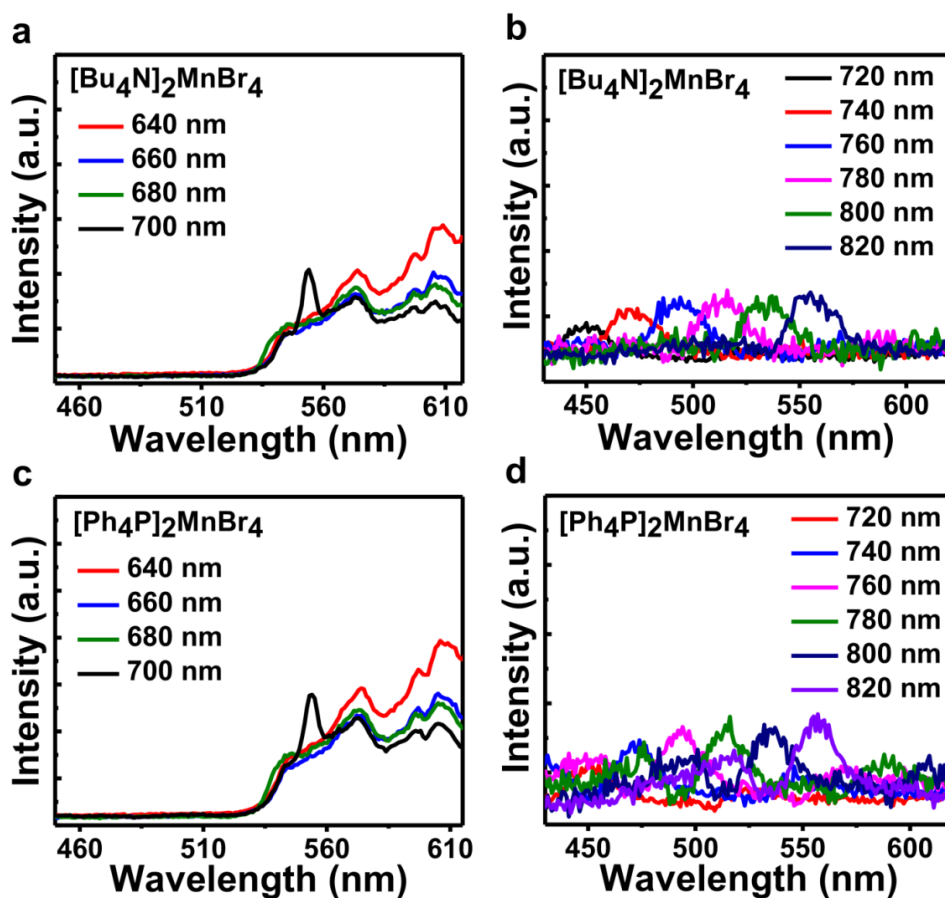 a
[Bu4N]2MnBr4
640 nm
660 nm
680 nm
700 nm
Intensity (a.u.)
460 510 560 610
Wavelength (nm)
b
[Bu4N]2MnBr4
720 nm
740 nm
760 nm
780 nm
800 nm
820 nm
Intensity (a.u.)
450 500 550 600
Wavelength (nm)
c
[Ph4P]2MnBr4
640 nm
660 nm
680 nm
700 nm
Intensity (a.u.)
460 510 560 610
Wavelength (nm)
d
[Ph4P]2MnBr4
720 nm
740 nm
760 nm
780 nm
800 nm
820 nm
Intensity (a.u.)
450 500 550 600
Wavelength (nm)